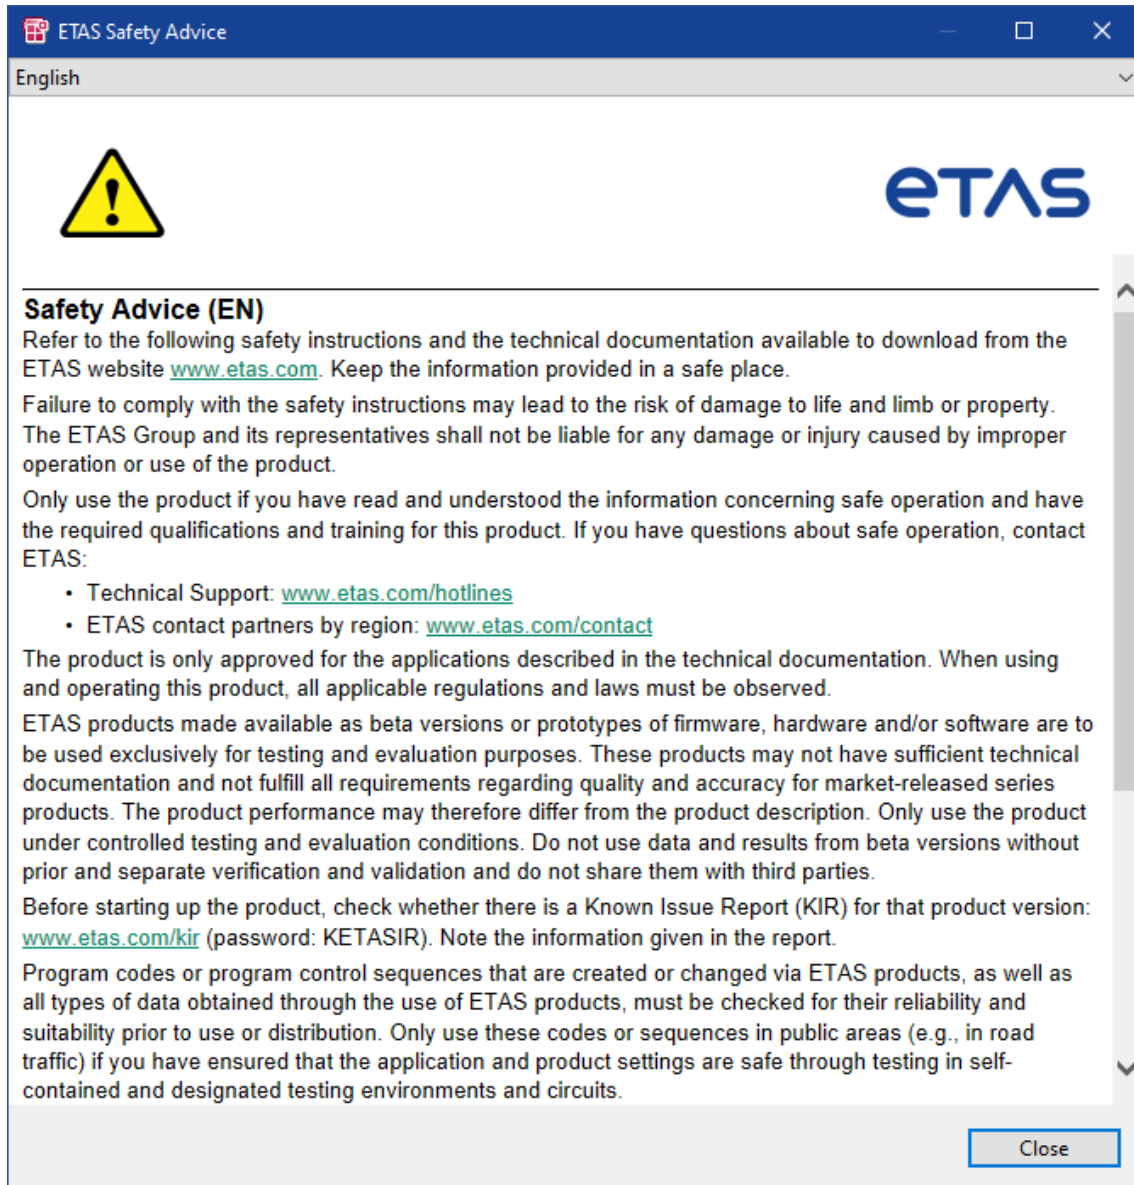 ETAS Safety Advice
English
eTAS
Safety Advice (EN)
Refer to the following safety instructions and the technical documentation available to download from the
ETAS website www.etas.com. Keep the information provided in a safe place.
Failure to comply with the safety instructions may lead to the risk of damage to life and limb or property.
The ETAS Group and its representatives shall not be liable for any damage or injury caused by improper
operation or use of the product.
Only use the product if you have read and understood the information concerning safe operation and have
the required qualifications and training for this product. If you have questions about safe operation, contact
ETAS:
• Technical Support: www.etas.com/hotlines
• ETAS contact partners by region: www.etas.com/contact
The product is only approved for the applications described in the technical documentation. When using
and operating this product, all applicable regulations and laws must be observed.
ETAS products made available as beta versions or prototypes of firmware, hardware and/or software are to
be used exclusively for testing and evaluation purposes. These products may not have sufficient technical
documentation and not fulfill all requirements regarding quality and accuracy for market-released series
products. The product performance may therefore differ from the product description. Only use the product
under controlled testing and evaluation conditions. Do not use data and results from beta versions without
prior and separate verification and validation and do not share them with third parties.
Before starting up the product, check whether there is a Known Issue Report (KIR) for that product version:
www.etas.com/kir (password: KETASIR). Note the information given in the report.
Program codes or program control sequences that are created or changed via ETAS products, as well as
all types of data obtained through the use of ETAS products, must be checked for their reliability and
suitability prior to use or distribution. Only use these codes or sequences in public areas (e.g., in road
traffic) if you have ensured that the application and product settings are safe through testing in self-
contained and designated testing environments and circuits.
Close